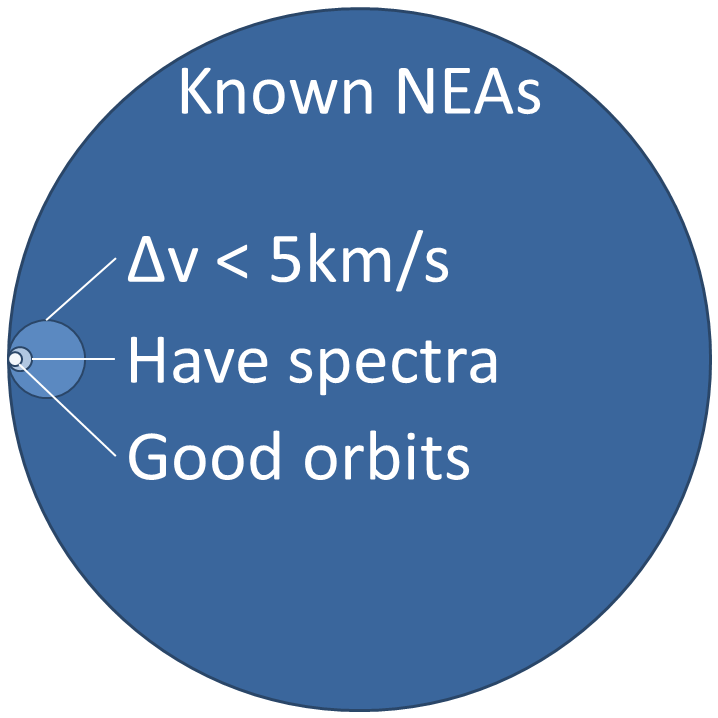 Known NEAs
Δv < 5km/s
Have spectra
Good orbits